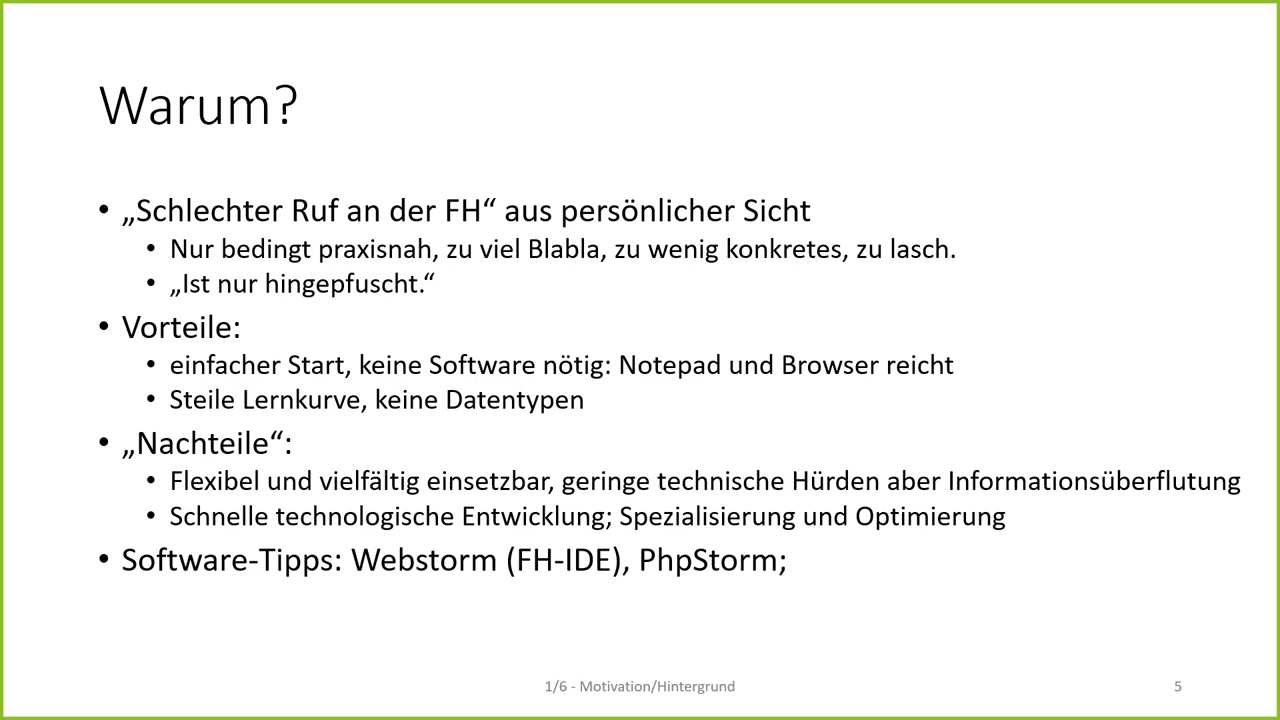 Warum?
• „Schlechter Ruf an der FH“ aus persönlicher Sicht
• Nur bedingt praxisnah, zu viel Blabla, zu wenig konkretes, zu lasch.
• „Ist nur hingepfuscht.“
• Vorteile:
• einfacher Start, keine Software nötig: Notepad und Browser reicht
• Steile Lernkurve, keine Datentypen
• „Nachteile“:
• Flexibel und vielfältig einsetzbar, geringe technische Hürden aber Informationsüberflutung
• Schnelle technologische Entwicklung; Spezialisierung und Optimierung
• Software-Tipps: Webstorm (FH-IDE), PhpStorm;
1/6 - Motivation/Hintergrund
5